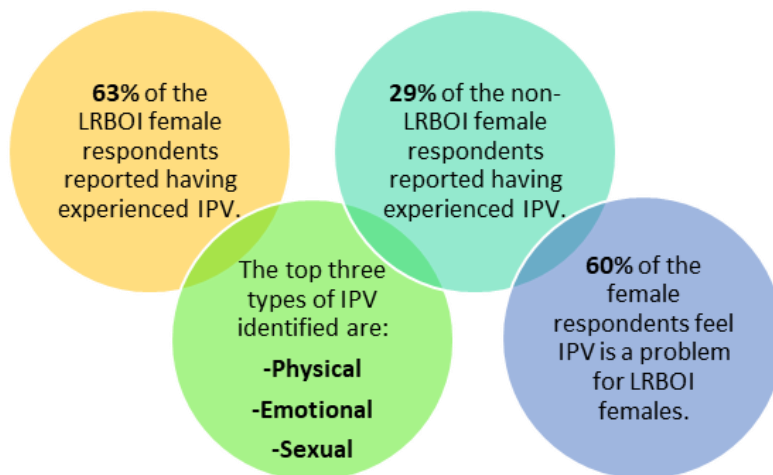 63% of the
LRBOI female
respondents
reported having
experienced IPV.
29% of the non-
LRBOI female
respondents
reported having
experienced IPV.
The top three
types of IPV
identified are:
-Physical
-Emotional
-Sexual
60% of the
female
respondents feel
IPV is a problem
for LRBOI
females.